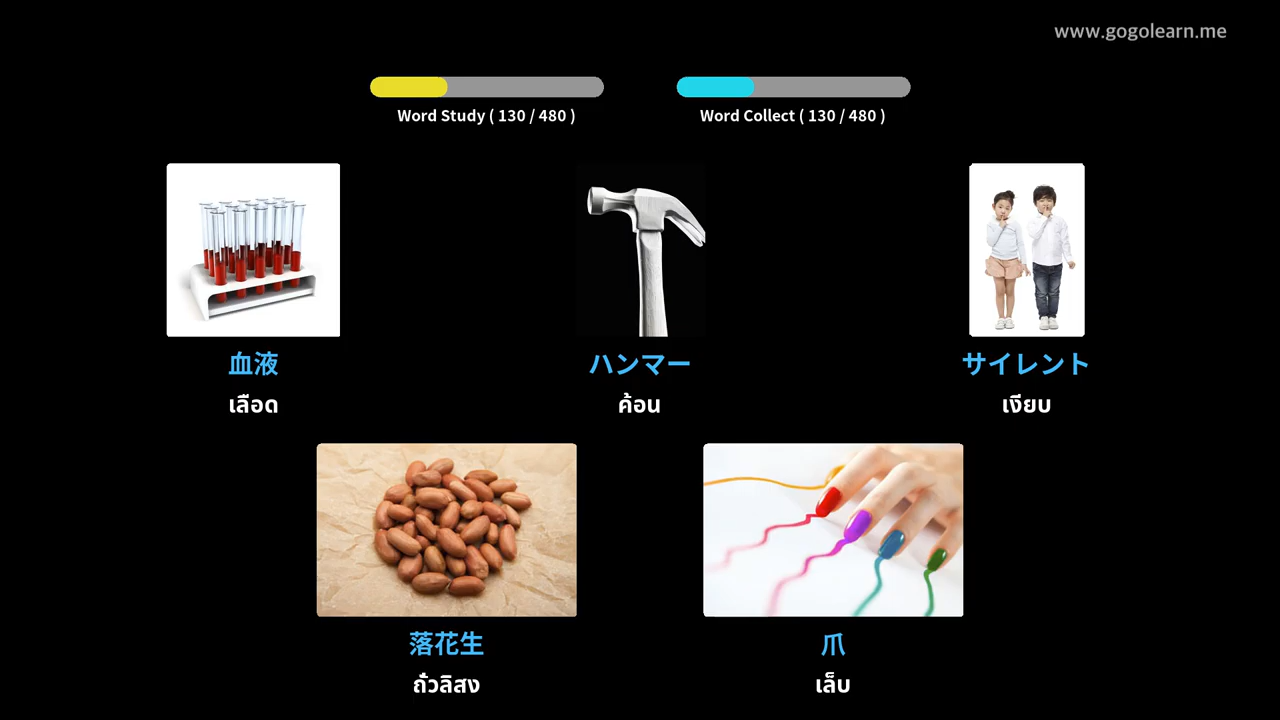 www.gogolearn.me
Word Study ( 130 / 480 )
Word Collect ( 130 / 480 )
血液
ハンマー
サイレント
เลือด
ค้อน
เงียบ
落花生
爪
ถั่วลิสง
เล็บ